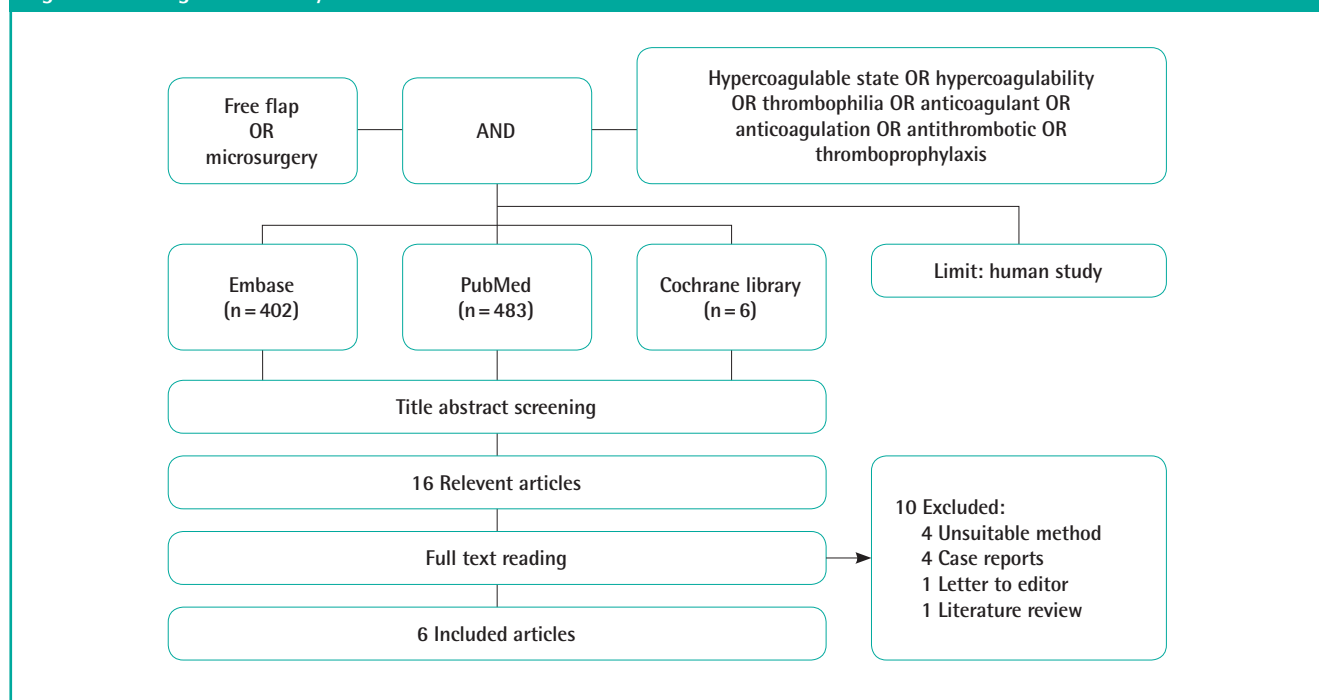 Free flap
OR
microsurgery
AND
Hypercoagulable state OR hypercoagulability
OR thrombophilia OR anticoagulant OR
anticoagulation OR antithrombotic OR
thromboprophylaxis
Embase
(n = 402)
PubMed
(n = 483)
Cochrane library
(n = 6)
Limit: human study
Title abstract screening
16 Relevent articles
Full text reading
10 Excluded:
4 Unsuitable method
4 Case reports
1 Letter to editor
1 Literature review
6 Included articles